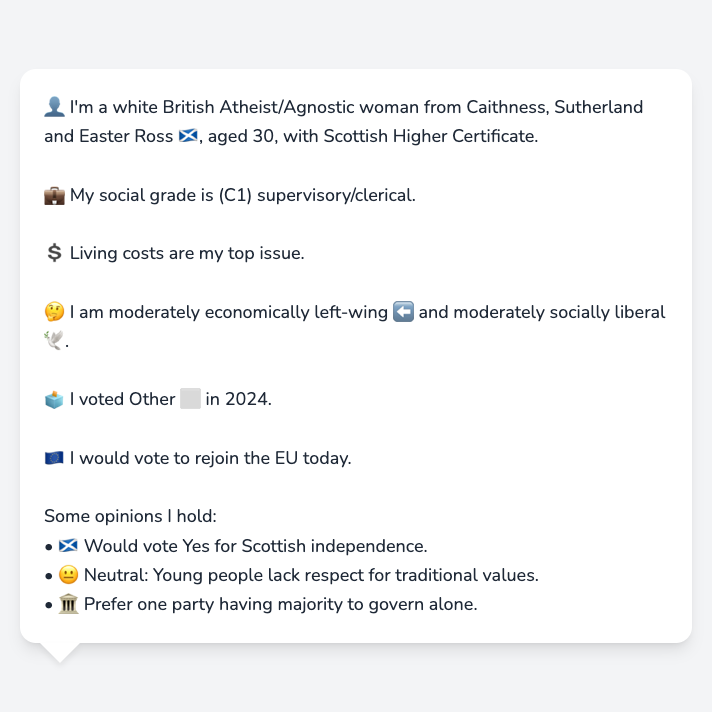 👤 I'm a white British Atheist/Agnostic woman from Caithness, Sutherland
and Easter Ross 🏴󠁧󠁢󠁳󠁣󠁴󠁿, aged 30, with Scottish Higher Certificate.
💼 My social grade is (C1) supervisory/clerical.
💲 Living costs are my top issue.
🤔 I am moderately economically left-wing ⬅️ and moderately socially liberal
🕊️.
🗳️ I voted Other ⬜ in 2024.
🇪🇺 I would vote to rejoin the EU today.
Some opinions I hold:
• 🏴󠁧󠁢󠁳󠁣󠁴󠁿 Would vote Yes for Scottish independence.
• 😐 Neutral: Young people lack respect for traditional values.
• 🏛️ Prefer one party having majority to govern alone.